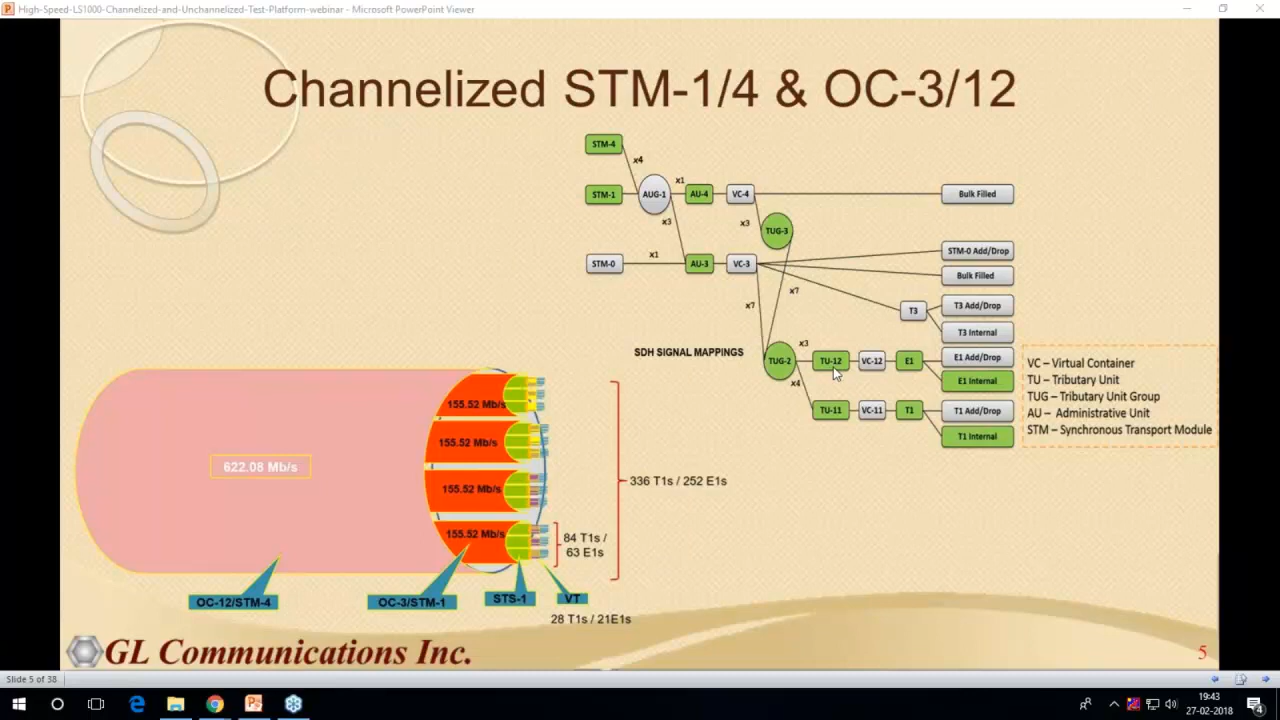 High-Speed-LS1000-Channelized-and-Unchannelized-Test-Platform-webinar - Microsoft PowerPoint Viewer
Channelized STM-1/4 & OC-3/12
STM-4
x4
STM-1
AUG-1
x1
AU-4
VC-4
Bulk Filled
x3
x3
TUG-3
STM-0
x1
AU-3
VC-3
STM-0 Add/Drop
Bulk Filled
x7
x7
T3
T3 Add/Drop
T3 Internal
SDH SIGNAL MAPPINGS
TUG-2
x3
TU-12
VC-12
E1
E1 Add/Drop
E1 Internal
x4
TU-11
VC-11
T1
T1 Add/Drop
T1 Internal
VC – Virtual Container
TU – Tributary Unit
TUG – Tributary Unit Group
AU – Administrative Unit
STM – Synchronous Transport Module
622.08 Mb/s
155.52 Mb/s
155.52 Mb/s
155.52 Mb/s
155.52 Mb/s
336 T1s / 252 E1s
84 T1s /
63 E1s
OC-12/STM-4
OC-3/STM-1
STS-1
VT
28 T1s / 21E1s
GL Communications Inc.
5
Slide 5 of 38
19:43
27-02-2018
4